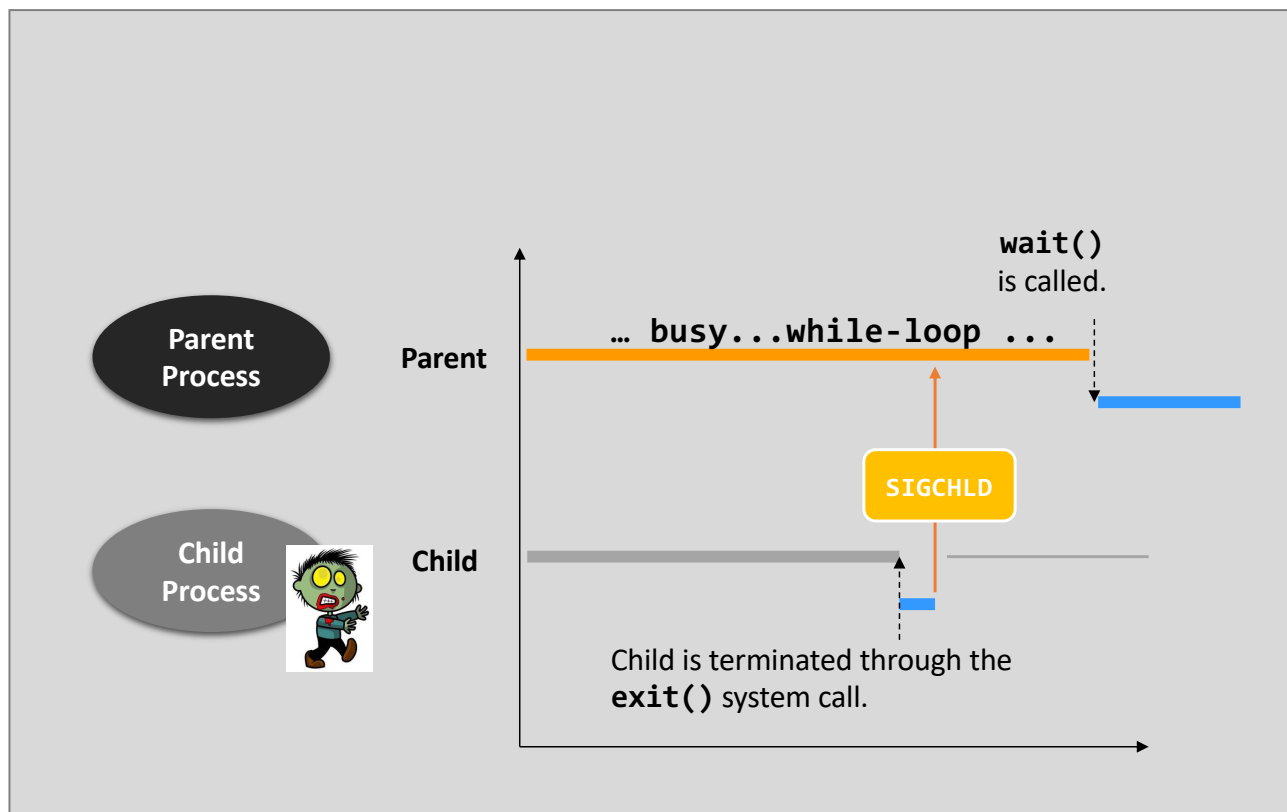 wait()
is called.
Parent
Process
Parent
… busy...while-loop ...
SIGCHLD
Child
Process
Child
Child is terminated through the
exit() system call.